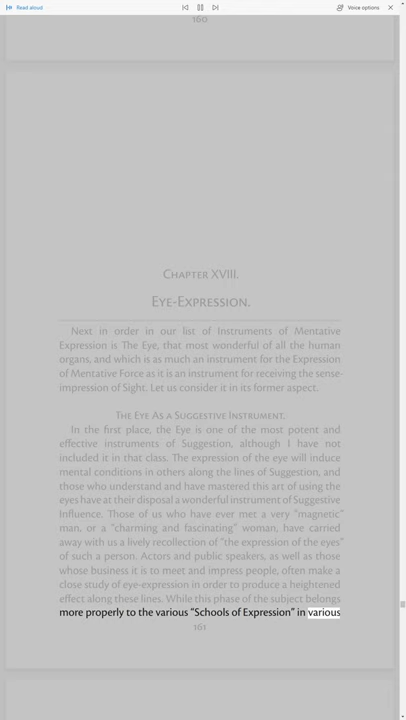 Read aloud
Voice options
160
Chapter XVIII.
Eye-Expression.
Next in order in our list of Instruments of Mentative
Expression is The Eye, that most wonderful of all the human
organs, and which is as much an instrument for the Expression
of Mentative Force as it is an instrument for receiving the sense-
impression of Sight. Let us consider it in its former aspect.
The Eye As a Suggestive Instrument.
In the first place, the Eye is one of the most potent and
effective instruments of Suggestion, although I have not
included it in that class. The expression of the eye will induce
mental conditions in others along the lines of Suggestion, and
those who understand and have mastered this art of using the
eyes have at their disposal a wonderful instrument of Suggestive
Influence. Those of us who have ever met a very "magnetic"
man, or a "charming and fascinating" woman, have carried
away with us a lively recollection of "the expression of the eyes"
of such a person. Actors and public speakers, as well as those
whose business it is to meet and impress people, often make a
close study of eye-expression in order to produce a heightened
effect along these lines. While this phase of the subject belongs
more properly to the various “Schools of Expression” in various
161